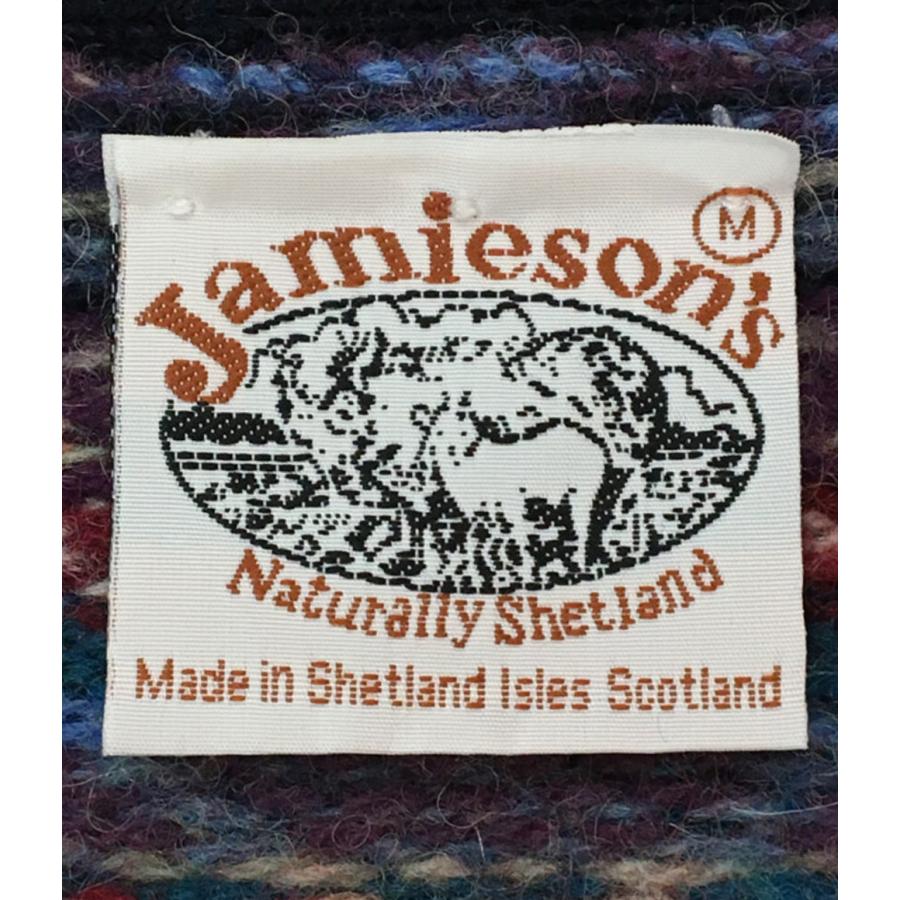 Jamieson's
M
Naturally Shetland
Made in Shetland Isles Scotland